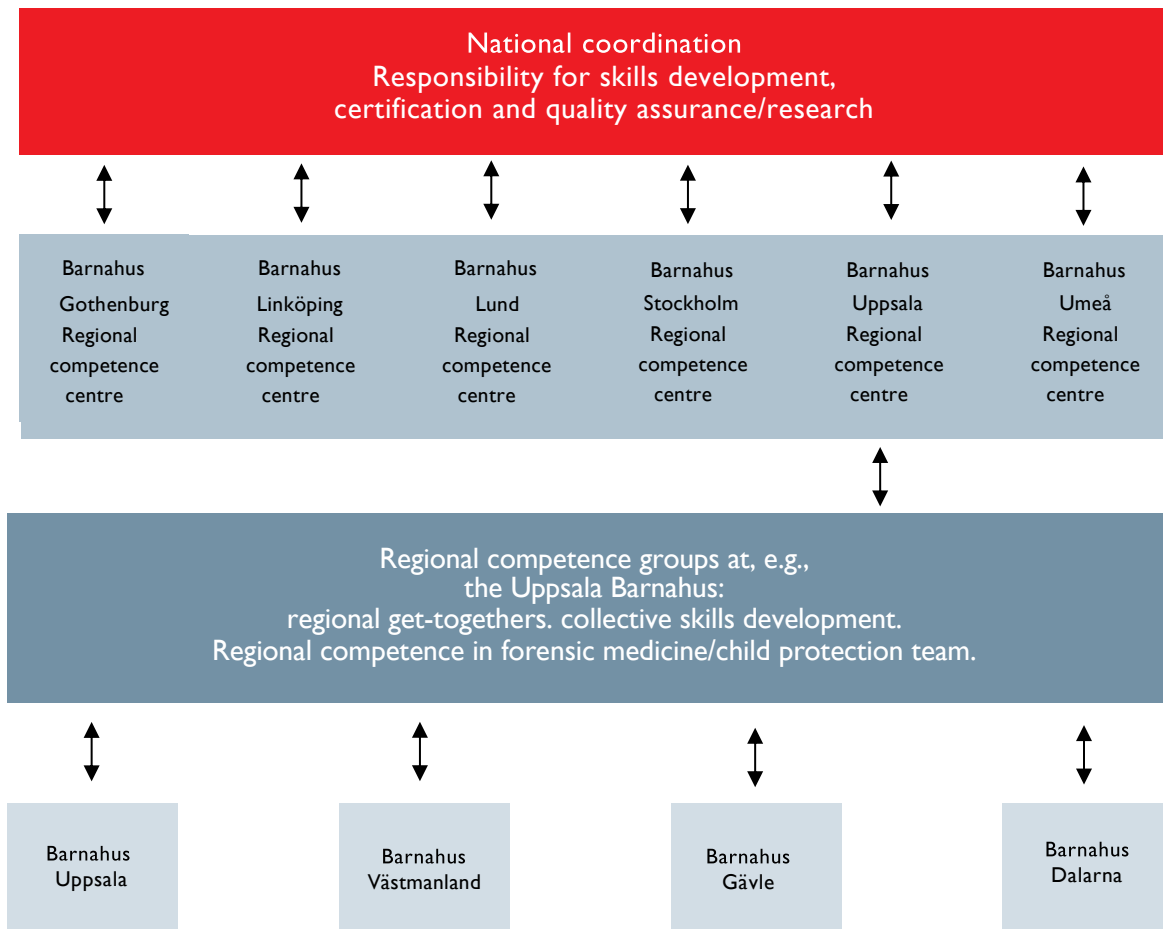 National coordination
Responsibility for skills development,
certification and quality assurance/research
Barnahus
Gothenburg
Regional
competence
centre
Barnahus
Linköping
Regional
competence
centre
Barnahus
Lund
Regional
competence
centre
Barnahus
Stockholm
Regional
competence
centre
Barnahus
Uppsala
Regional
competence
centre
Barnahus
Umeå
Regional
competence
centre
Regional competence groups at, e.g.,
the Uppsala Barnahus:
regional get-togethers. collective skills development.
Regional competence in forensic medicine/child protection team.
Barnahus
Uppsala
Barnahus
Västmanland
Barnahus
Gävle
Barnahus
Dalarna